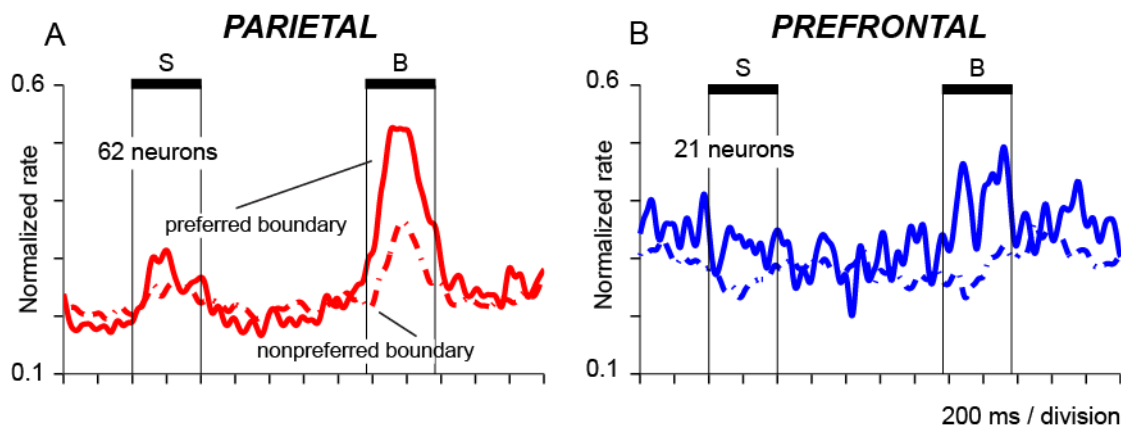 A
PARIETAL
S
B
0.6
62 neurons
Normalized rate
preferred boundary
nonpreferred boundary
0.1
B
PREFRONTAL
S
B
0.6
21 neurons
Normalized rate
0.1
200 ms / division